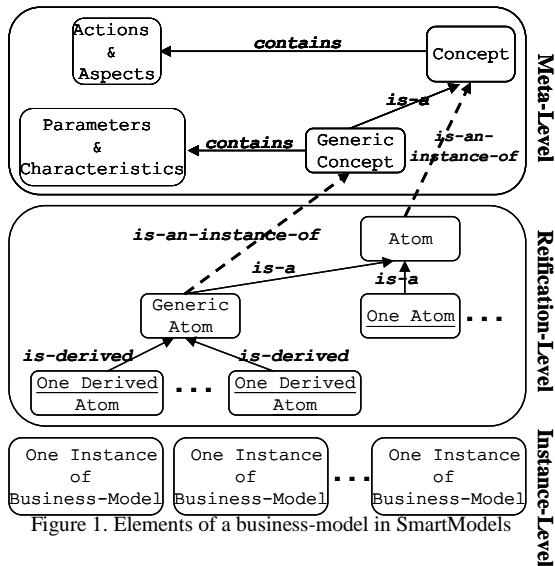 Actions
&
Aspects
contains
Concept
is-a
Parameters
&
Characteristics
contains
Generic
Concept
is-an-
instance-of
Meta-Level
is-an-instance-of
Atom
is-a
is-a
Generic
Atom
One Atom
...
is-derived
is-derived
One Derived
Atom
...
One Derived
Atom
Reification-Level
One Instance
of
Business-Model
One Instance
of
Business-Model
...
One Instance
of
Business-Model
Instance-Level
Figure 1. Elements of a business-model in SmartModels